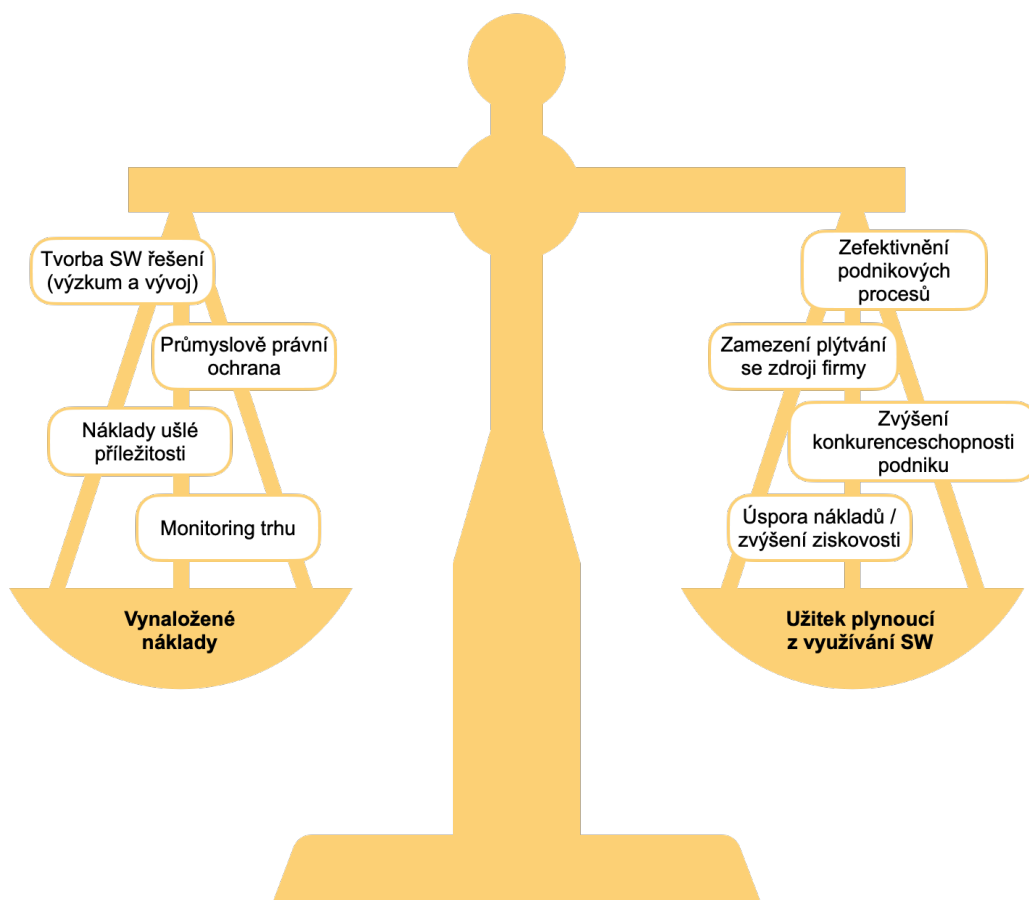 Tvorba SW řešení
(výzkum a vývoj)
Průmyslově právní
ochrana
Náklady ušlé
příležitosti
Monitoring trhu
Vynaložené
náklady
Zefektivnění
podnikových
procesů
Zamezení plýtvání
se zdroji firmy
Zvýšení
konkurenceschopnosti
podniku
Úspora nákladů /
zvýšení ziskovosti
Užitek plynoucí
z využívání SW